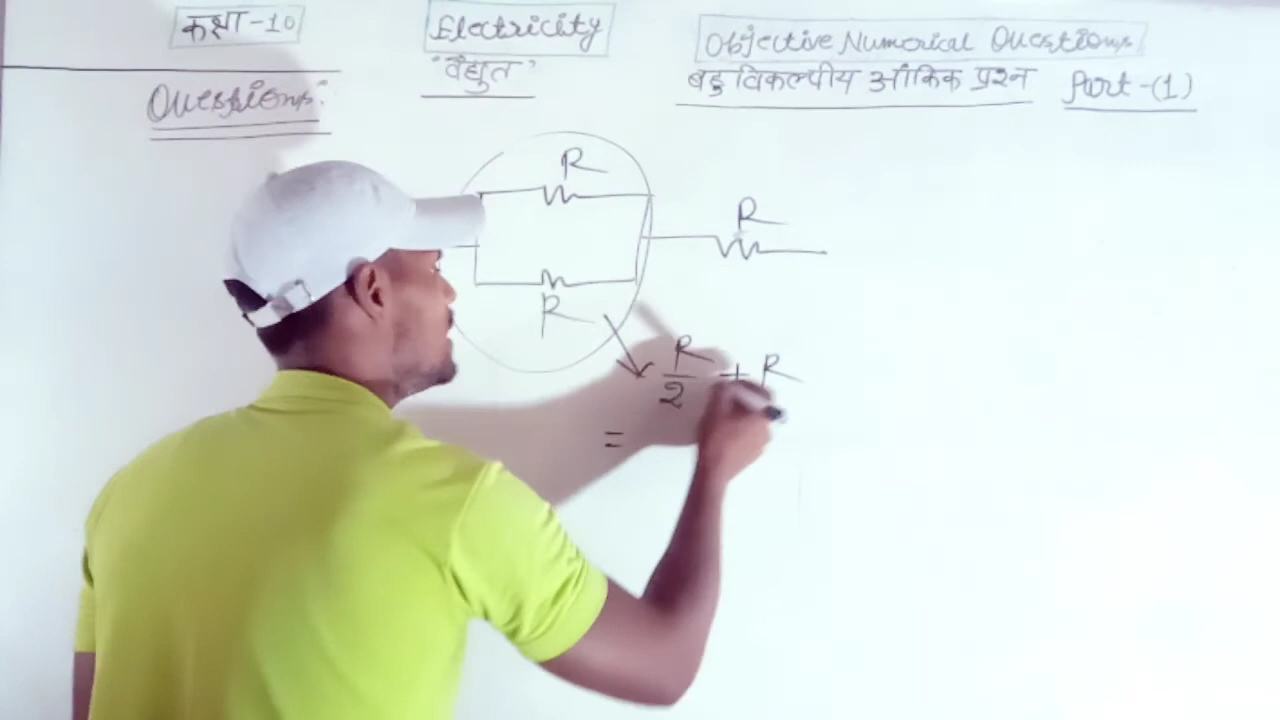 कक्षा-10
Electricity
"वैद्युत"
Objective Numerical Questions
बहु विकल्पीय आंकिक प्रश्न Part-(1)
Questions:
R
R
R
R/2 + R
=